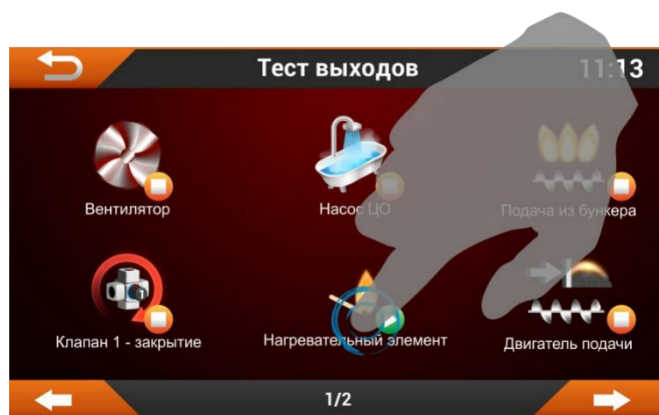 Тест выходов 11:13
Вентилятор Насос ЦО Подача из бункера
Клапан 1 - закрытие Нагревательный элемент Двигатель подачи
1/2